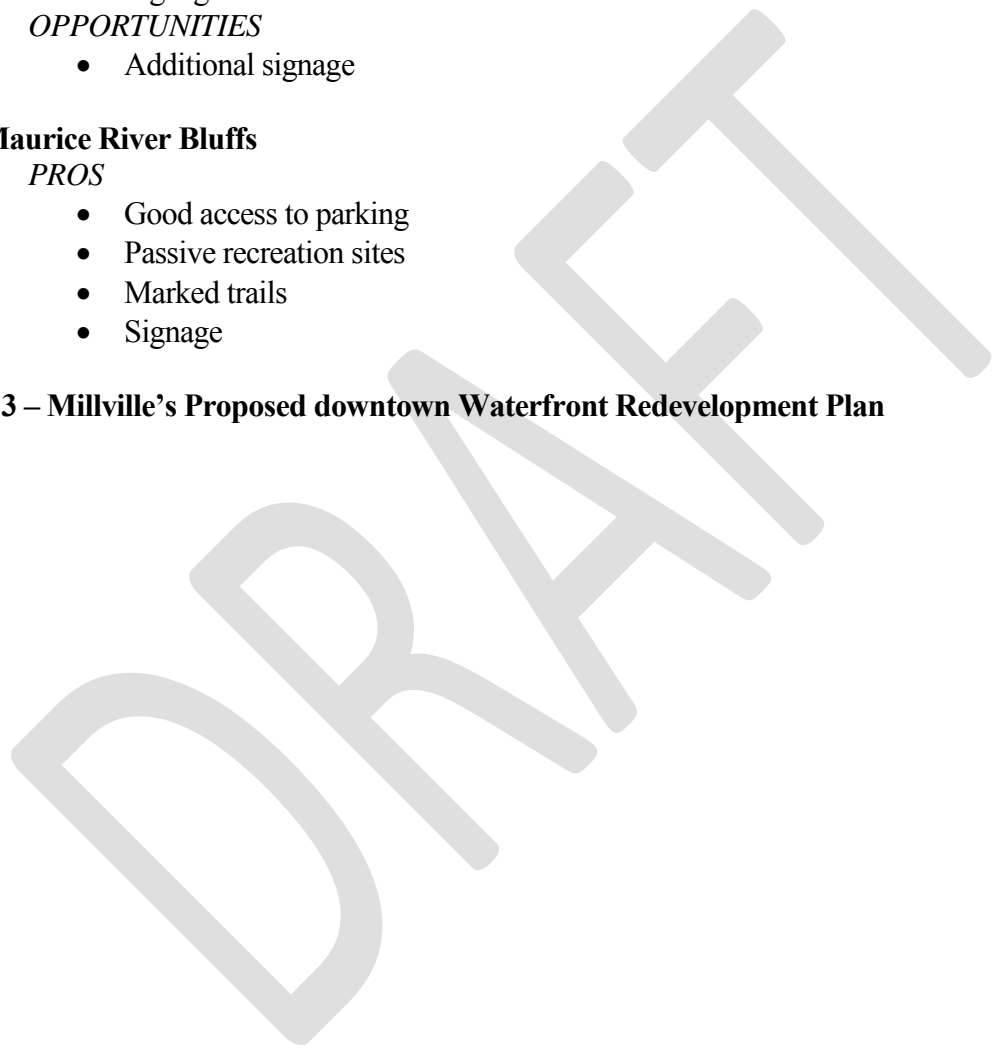 OPPORTUNITIES
• Additional signage
Maurice River Bluffs
PROS
• Good access to parking
• Passive recreation sites
• Marked trails
• Signage
3 – Millville’s Proposed downtown Waterfront Redevelopment Plan
DRAFT